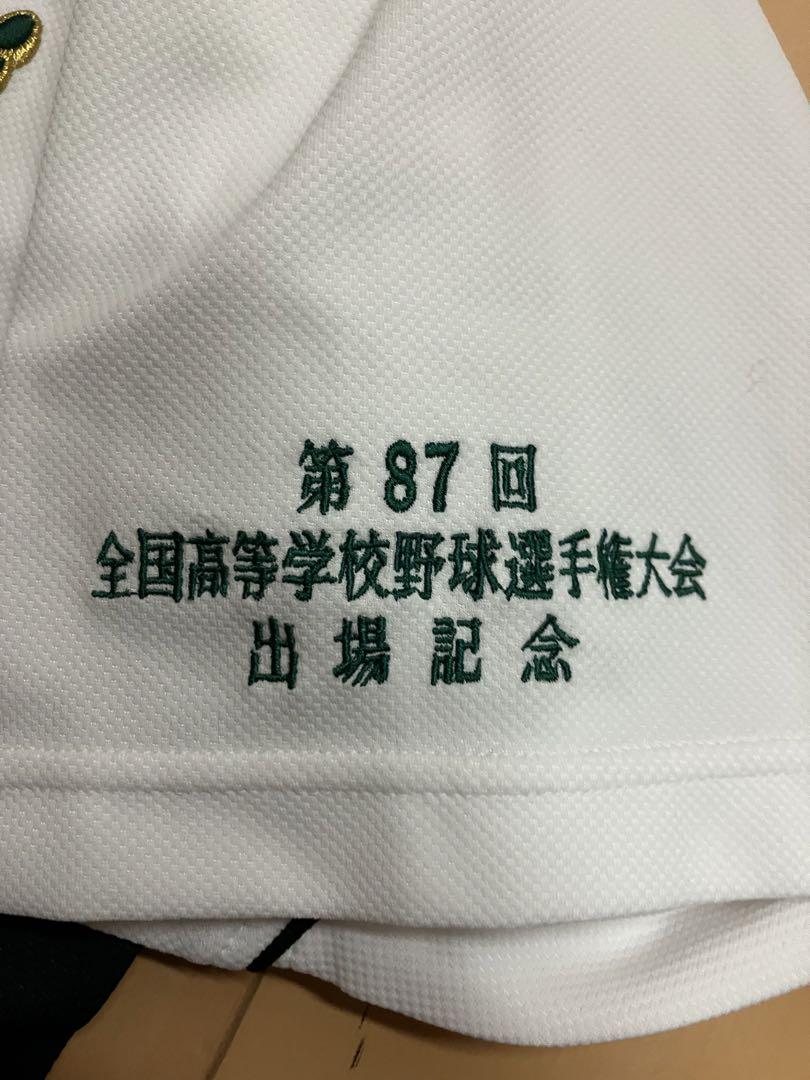 第 87 回
全国高等学校野球選手権大会
出場記念